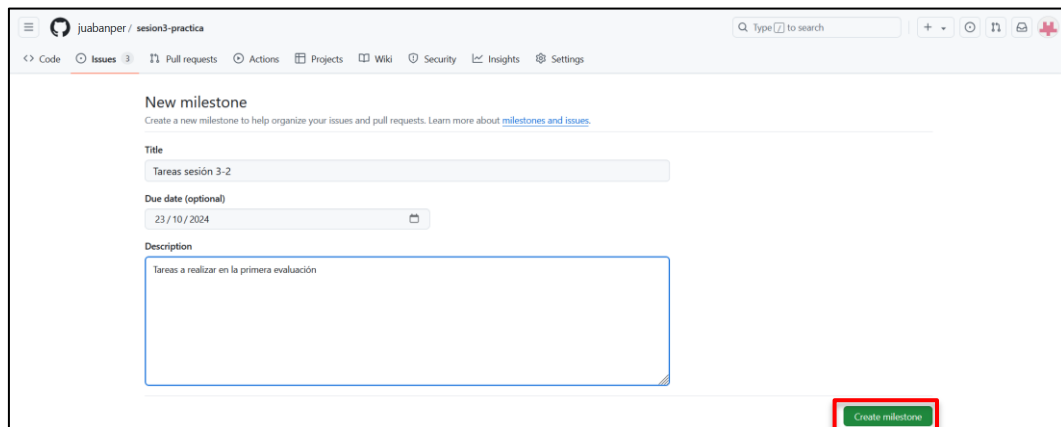 juabanper / sesion3-practica
Type / to search
Code Issues 3 Pull requests Actions Projects Wiki Security Insights Settings
New milestone
Create a new milestone to help organize your issues and pull requests. Learn more about milestones and issues.
Title
Tareas sesión 3-2
Due date (optional)
23/10/2024
Description
Tareas a realizar en la primera evaluación
Create milestone